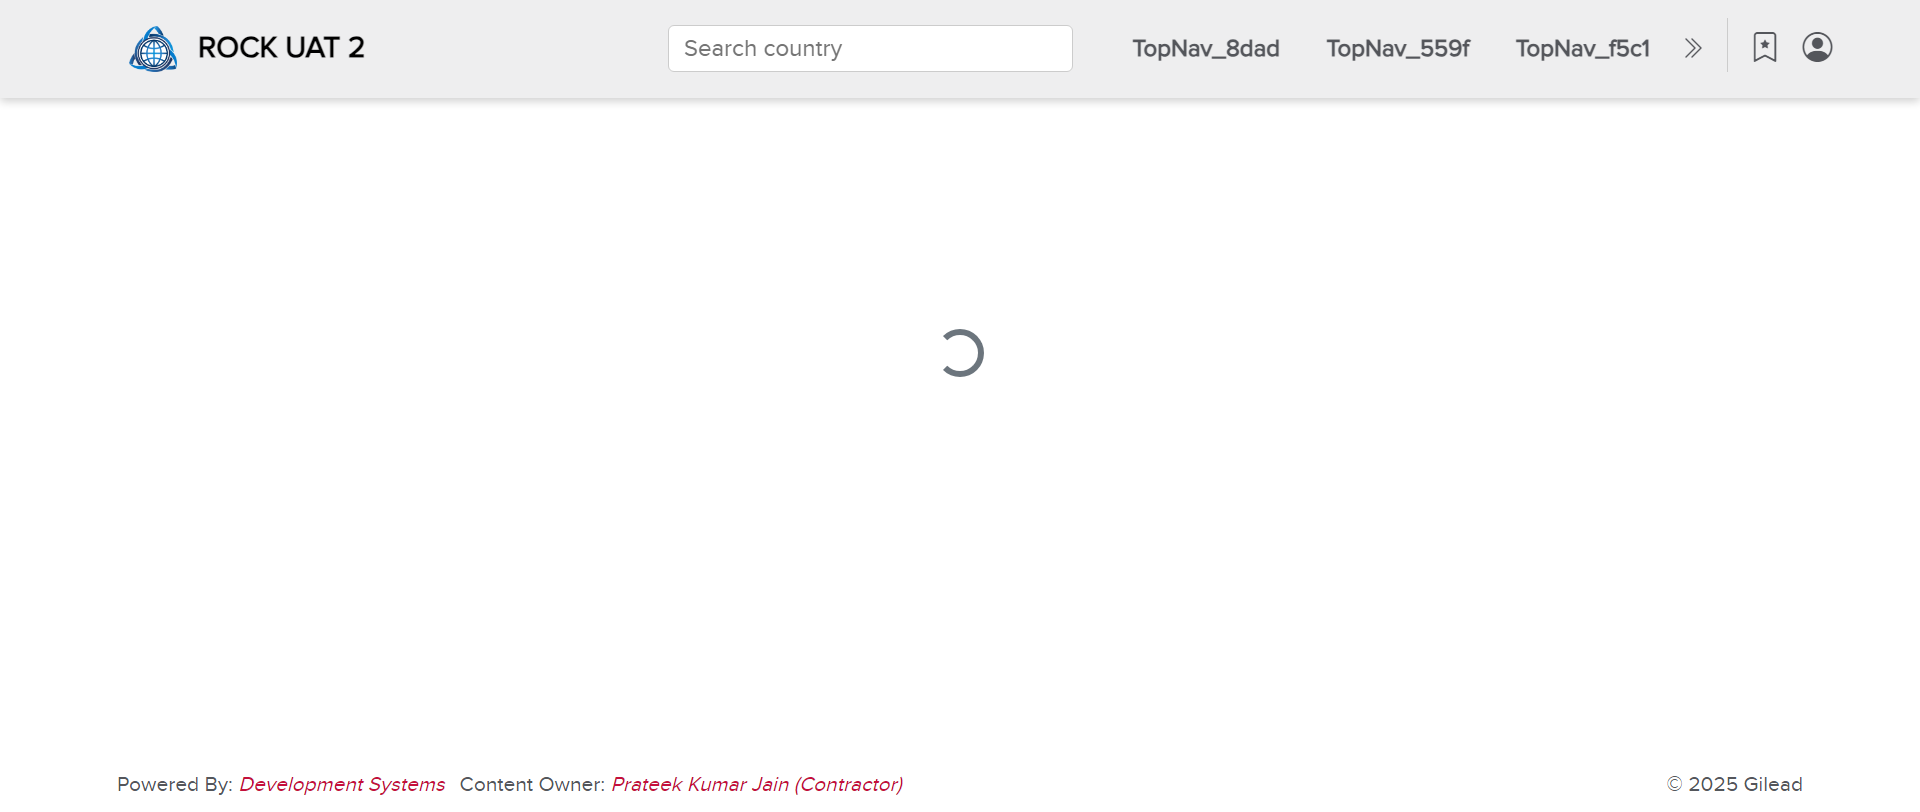 ROCK UAT 2
Search country
TopNav_8dad
TopNav_559f
TopNav_f5c1
Powered By: Development Systems Content Owner: Prateek Kumar Jain (Contractor)
© 2025 Gilead